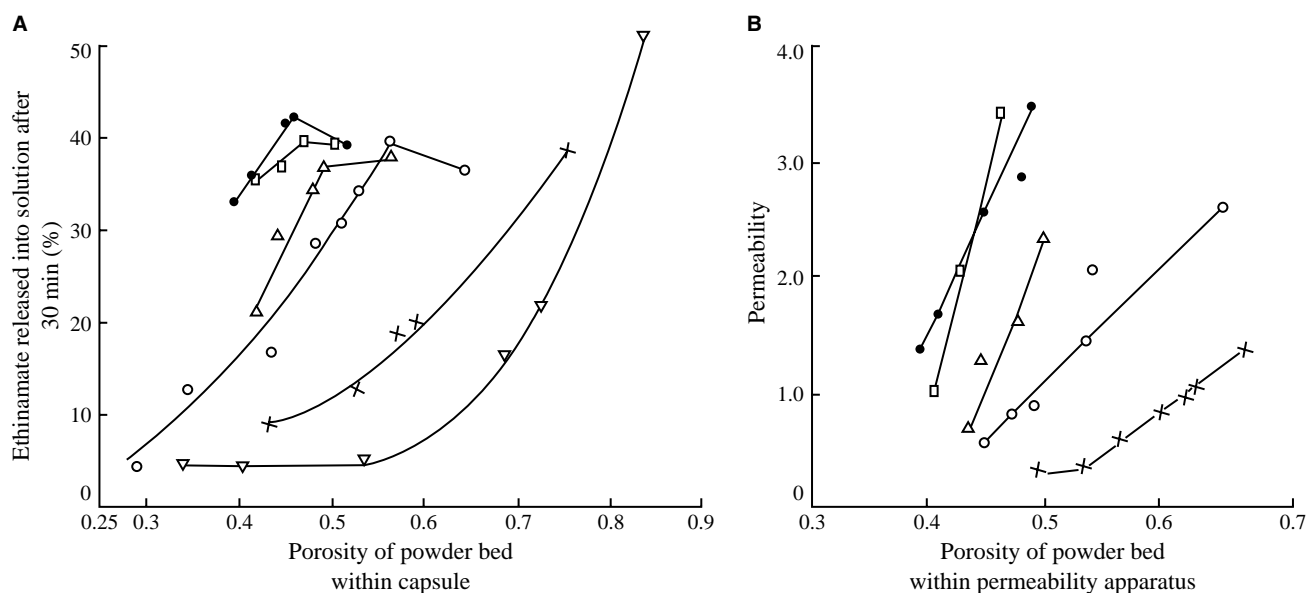 A
Ethinamate released into solution after
30 min (%)
50
40
30
20
10
0
0.25 0.3 0.4 0.5 0.6 0.7 0.8 0.9
Porosity of powder bed
within capsule
B
Permeability
4.0
3.0
2.0
1.0
0
0.3 0.4 0.5 0.6 0.7
Porosity of powder bed
within permeability apparatus